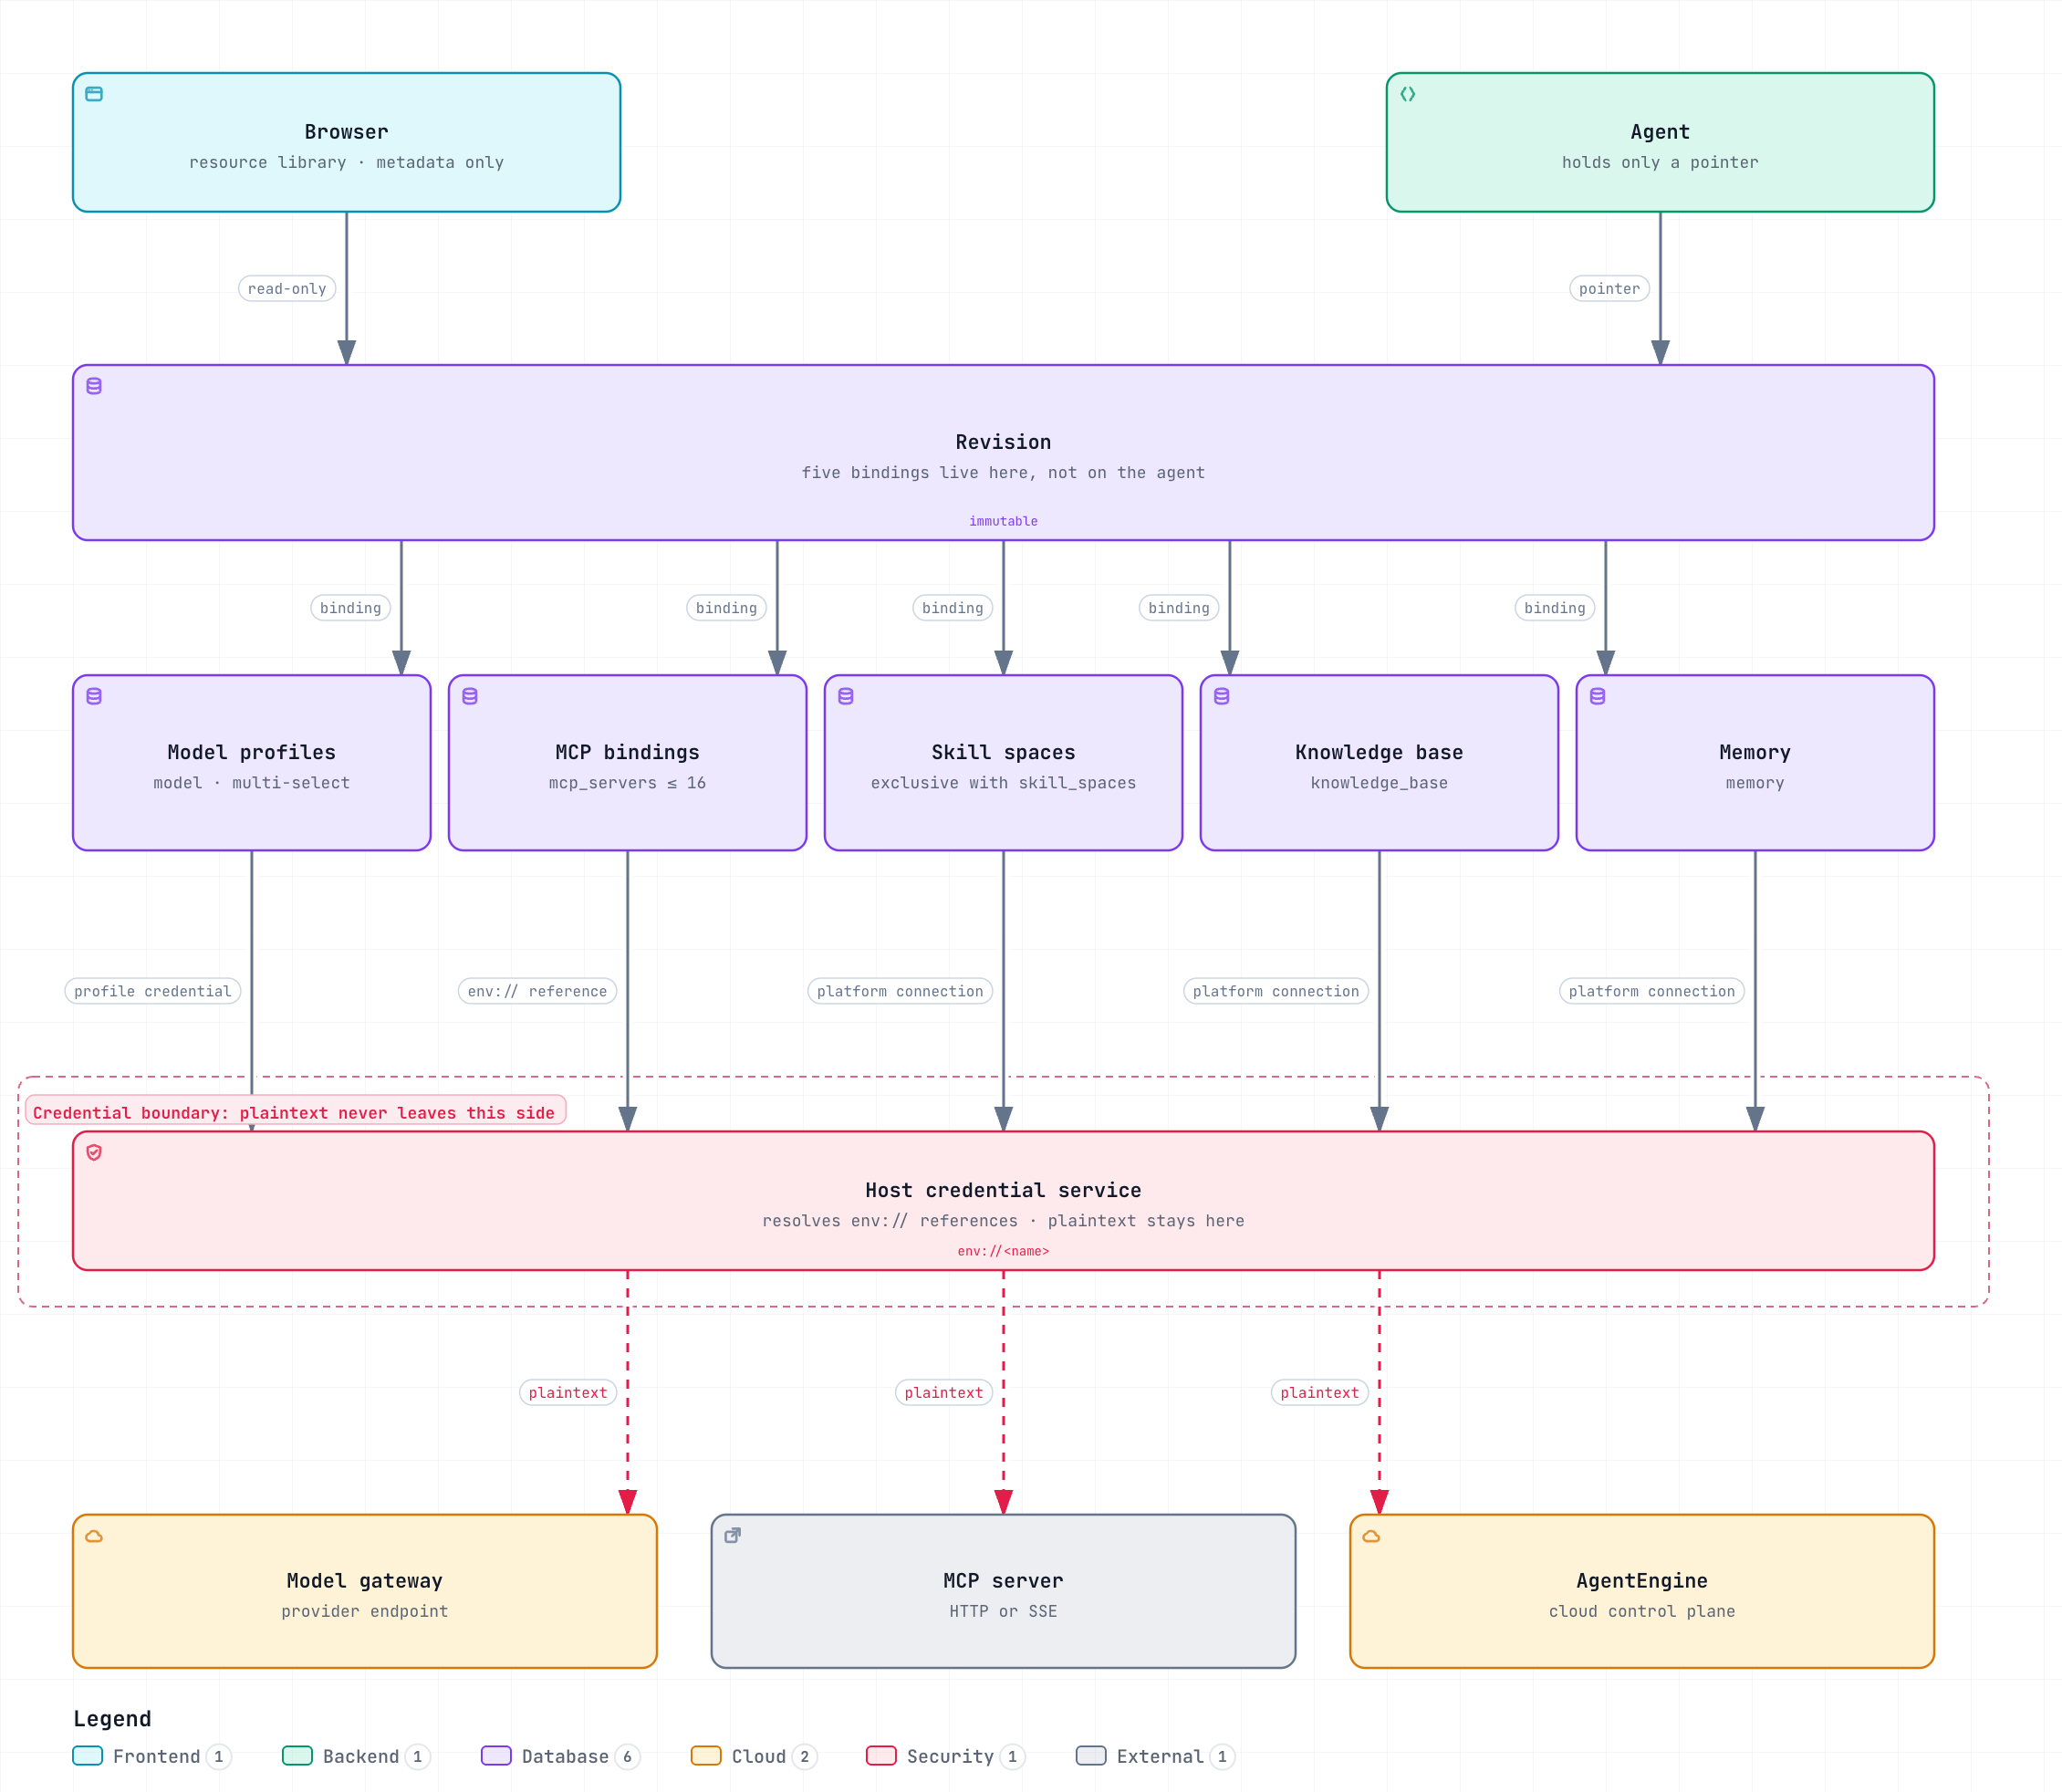 Browser
resource library · metadata only
Agent
holds only a pointer
read-only
pointer
Revision
five bindings live here, not on the agent
immutable
binding
binding
binding
binding
binding
Model profiles
model · multi-select
MCP bindings
mcp_servers ≤ 16
Skill spaces
exclusive with skill_spaces
Knowledge base
knowledge_base
Memory
memory
profile credential
env:// reference
platform connection
platform connection
platform connection
Credential boundary: plaintext never leaves this side
Host credential service
resolves env:// references · plaintext stays here
env://<name>
plaintext
plaintext
plaintext
Model gateway
provider endpoint
MCP server
HTTP or SSE
AgentEngine
cloud control plane
Legend
Frontend 1
Backend 1
Database 6
Cloud 2
Security 1
External 1